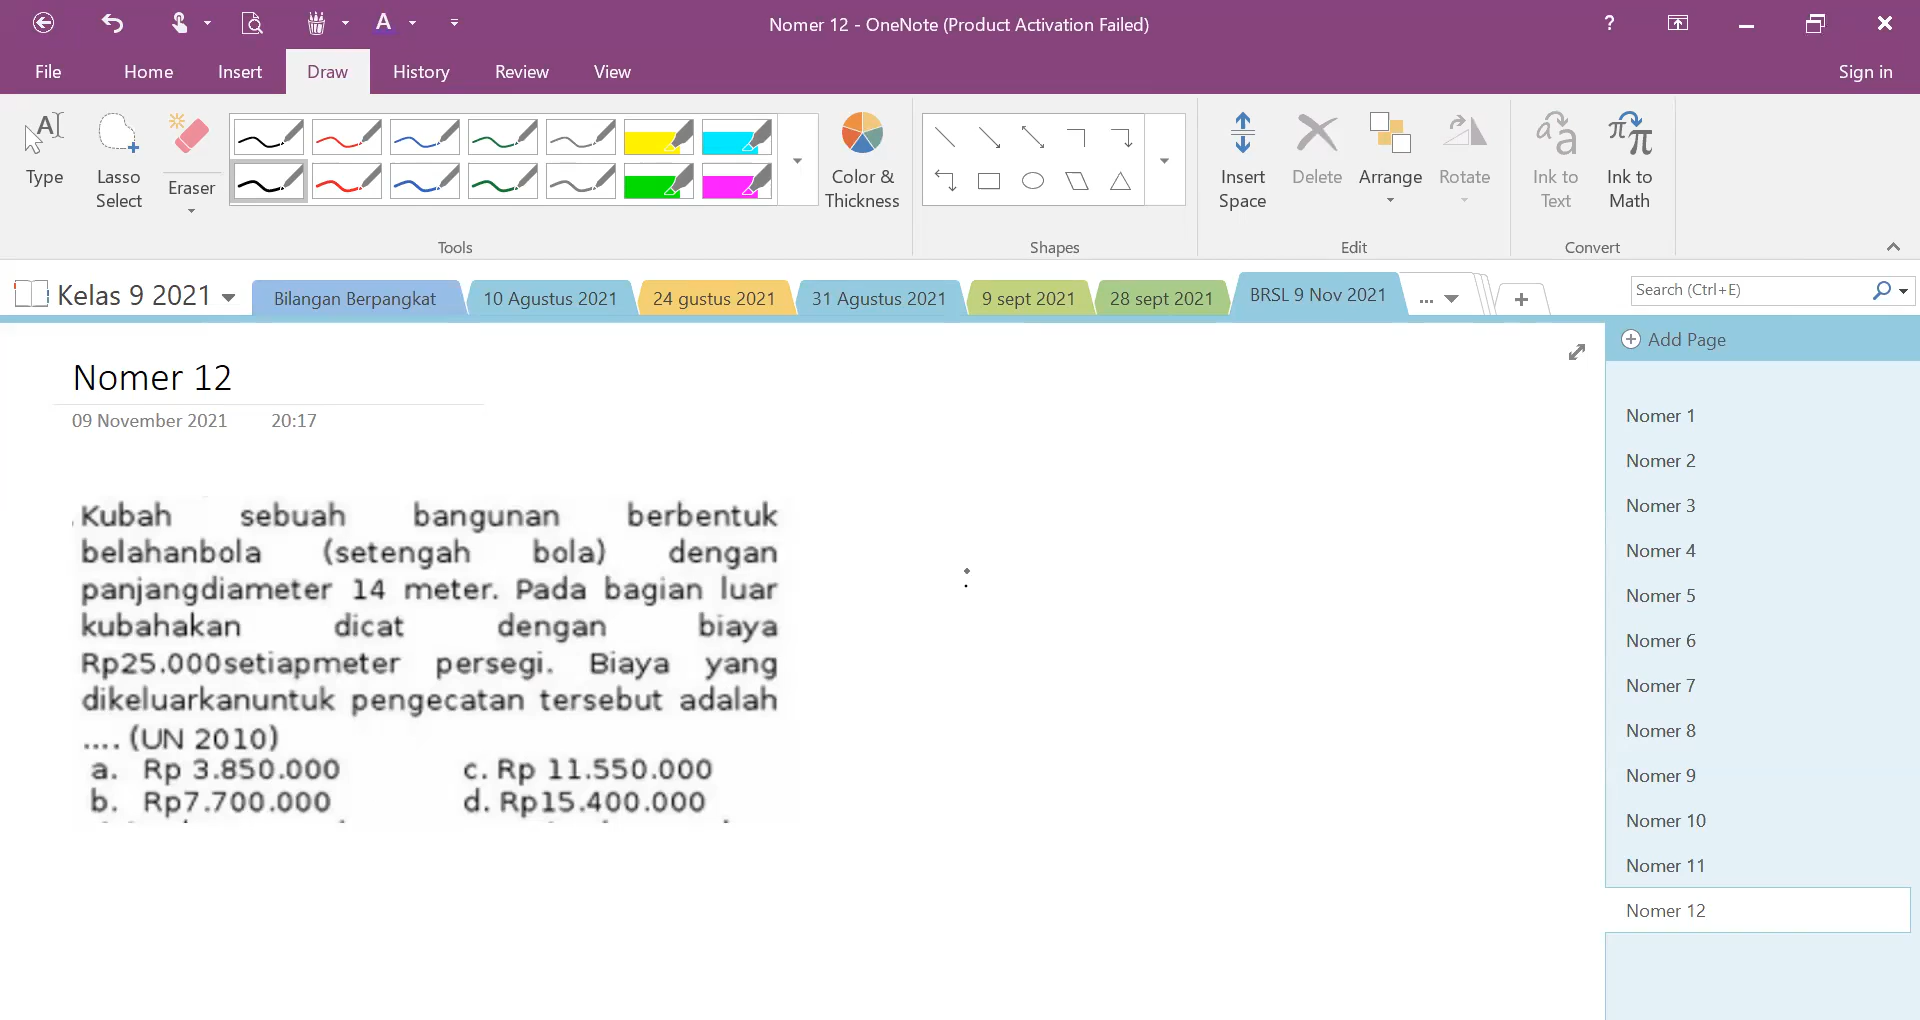 Nomer 12 - OneNote (Product Activation Failed)
?
File Home Insert Draw History Review View Sign in
Type Lasso Select Eraser Color & Thickness Insert Space Delete Arrange Rotate Ink to Text Ink to Math
Tools Shapes Edit Convert
Kelas 9 2021 Bilangan Berpangkat 10 Agustus 2021 24 gustus 2021 31 Agustus 2021 9 sept 2021 28 sept 2021 BRSL 9 Nov 2021 ... + Search (Ctrl+E)
Add Page
Nomer 12
09 November 2021 20:17
Kubah sebuah bangunan berbentuk
belahanbola (setengah bola) dengan
panjangdiameter 14 meter. Pada bagian luar
kubahakan dicat dengan biaya
Rp25.000setiapmeter persegi. Biaya yang
dikeluarkanuntuk pengecatan tersebut adalah
.... (UN 2010)
a. Rp 3.850.000 c. Rp 11.550.000
b. Rp7.700.000 d. Rp15.400.000
Nomer 1
Nomer 2
Nomer 3
Nomer 4
Nomer 5
Nomer 6
Nomer 7
Nomer 8
Nomer 9
Nomer 10
Nomer 11
Nomer 12